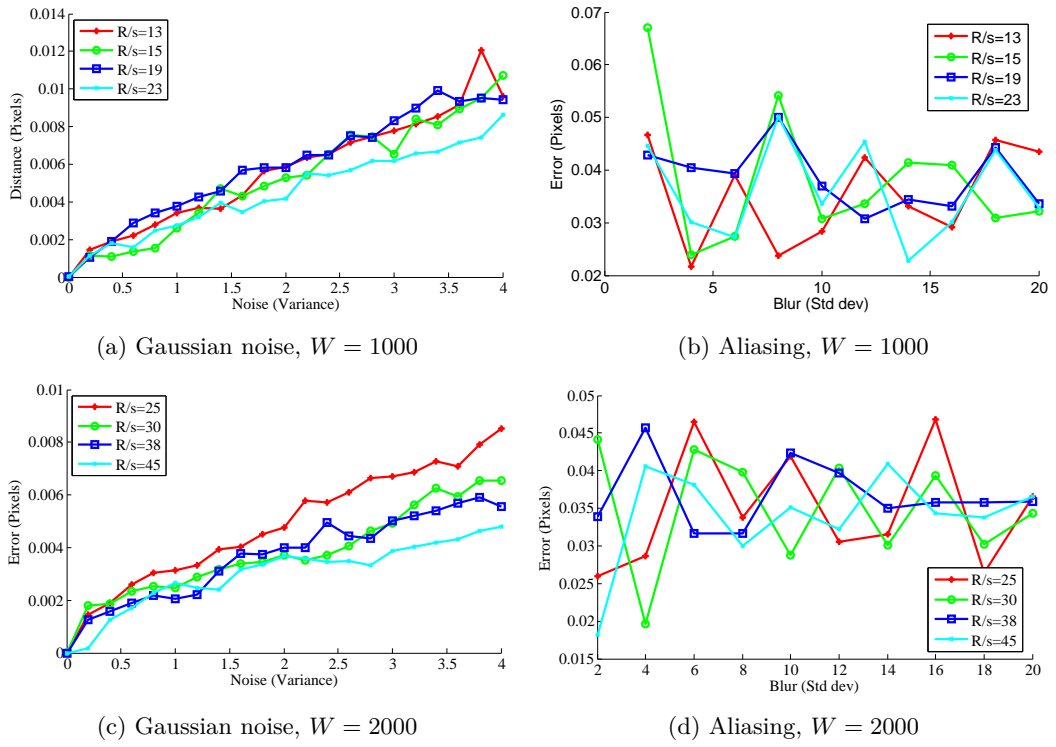 0.014
0.012
0.01
0.008
0.006
0.004
0.002
0
Distance (Pixels)
R/s=13
R/s=15
R/s=19
R/s=23
0 0.5 1 1.5 2 2.5 3 3.5 4
Noise (Variance)
(a) Gaussian noise, W = 1000
0.07
0.06
0.05
0.04
0.03
0.02
Error (Pixels)
R/s=13
R/s=15
R/s=19
R/s=23
0 5 10 15 20
Blur (Std dev)
(b) Aliasing, W = 1000
0.01
0.008
0.006
0.004
0.002
0
Error (Pixels)
R/s=25
R/s=30
R/s=38
R/s=45
0 0.5 1 1.5 2 2.5 3 3.5 4
Noise (Variance)
(c) Gaussian noise, W = 2000
0.05
0.045
0.04
0.035
0.03
0.025
0.02
0.015
Error (Pixels)
R/s=25
R/s=30
R/s=38
R/s=45
2 4 6 8 10 12 14 16 18 20
Blur (Std dev)
(d) Aliasing, W = 2000